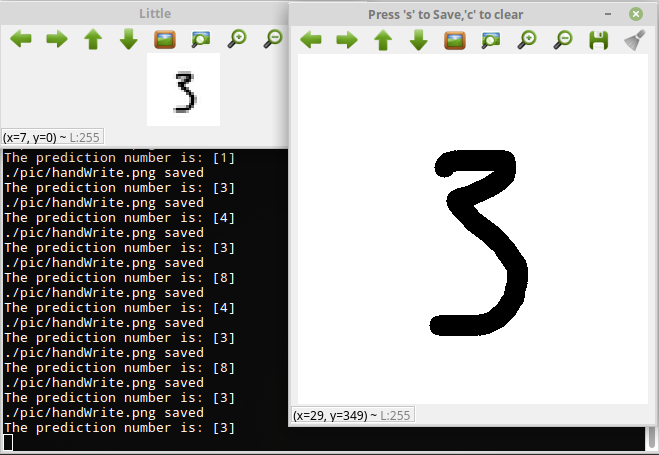 Little
(x=7, y=0) ~ L:255
The prediction number is: [1]
./pic/handWrite.png saved
The prediction number is: [3]
./pic/handWrite.png saved
The prediction number is: [4]
./pic/handWrite.png saved
The prediction number is: [3]
./pic/handWrite.png saved
The prediction number is: [8]
./pic/handWrite.png saved
The prediction number is: [4]
./pic/handWrite.png saved
The prediction number is: [3]
./pic/handWrite.png saved
The prediction number is: [8]
./pic/handWrite.png saved
The prediction number is: [3]
./pic/handWrite.png saved
The prediction number is: [3]
Press 's' to Save,'c' to clear
3
3
(x=29, y=349) ~ L:255